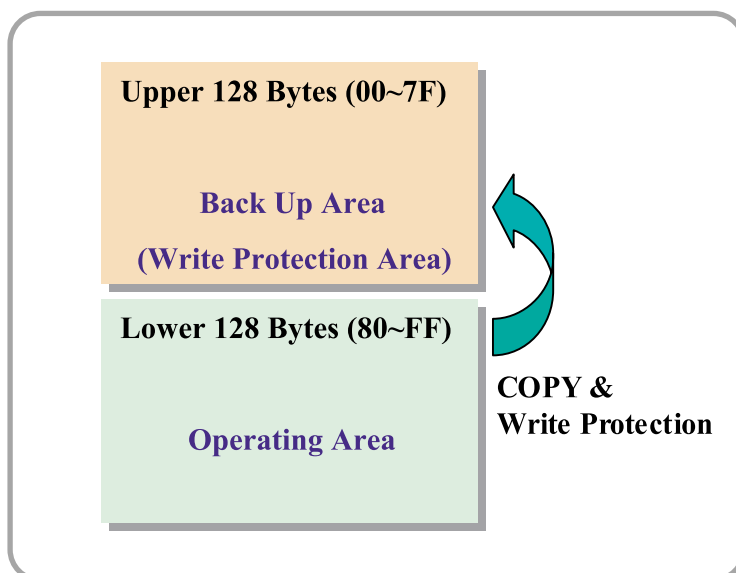 Upper 128 Bytes (00~7F)
Back Up Area
(Write Protection Area)
Lower 128 Bytes (80~FF)
Operating Area
COPY &
Write Protection